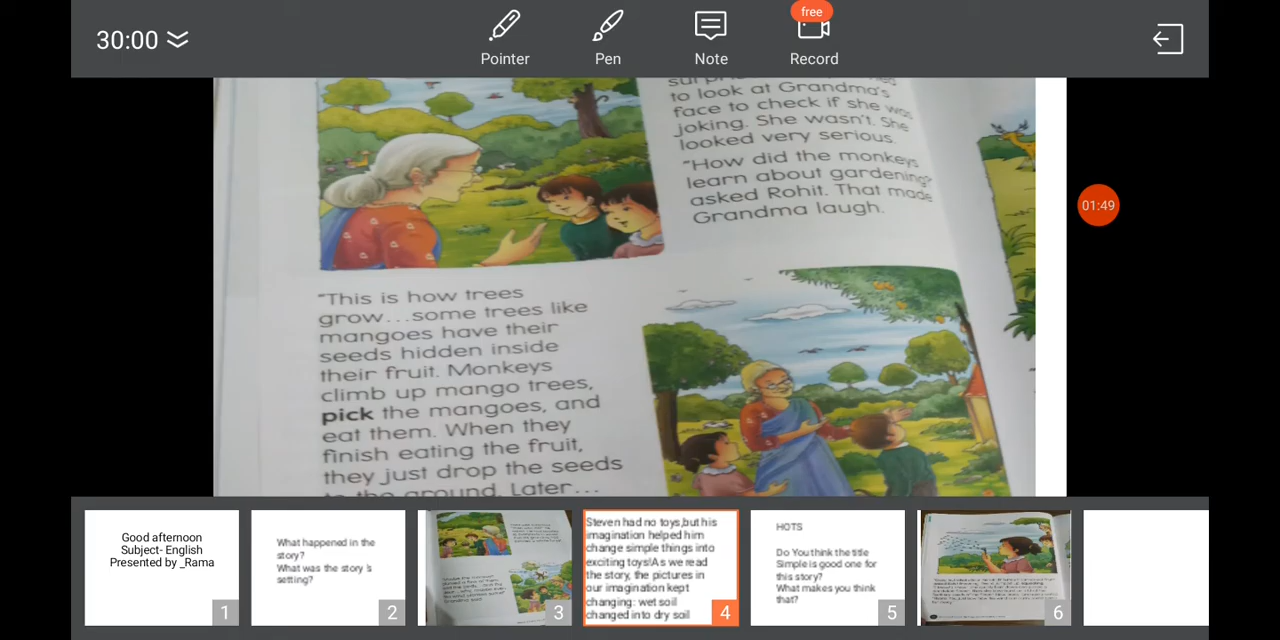 30:00
Pointer
Pen
Note
free
Record
01:49
to look at Grandma's
face to check if she was
joking. She wasn't. She
looked very serious.
"How did the monkeys
learn about gardening?"
asked Rohit. That made
Grandma laugh.
"This is how trees
grow...some trees like
mangoes have their
seeds hidden inside
their fruit. Monkeys
climb up mango trees,
pick the mangoes, and
eat them. When they
finish eating the fruit,
they just drop the seeds
to the ground. Later...
Good afternoon
Subject- English
Presented by _Rama
1
What happened in the
story?
What was the story is
setting?
2
3
Steven had no toys,but his
imagination helped him
change simple things into
exciting toys!As we read
the story, the pictures in
our imagination kept
changing: wet soil
changed into dry soil
4
HOTS
Do You think the title
Simple is good one for
this story?
What makes you think
that?
5
6